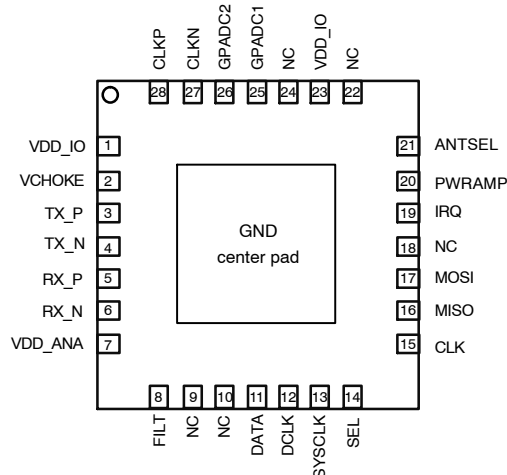 CLKP
CLKN
GPADC2
GPADC1
NC
VDD_IO
NC
28
27
26
25
24
23
22
VDD_IO 1
VCHOKE 2
TX_P 3
TX_N 4
RX_P 5
RX_N 6
VDD_ANA 7
GND
center pad
21 ANTSEL
20 PWRAMP
19 IRQ
18 NC
17 MOSI
16 MISO
15 CLK
8
9
10
11
12
13
14
FILT
NC
NC
DATA
DCLK
SYSCLK
SEL